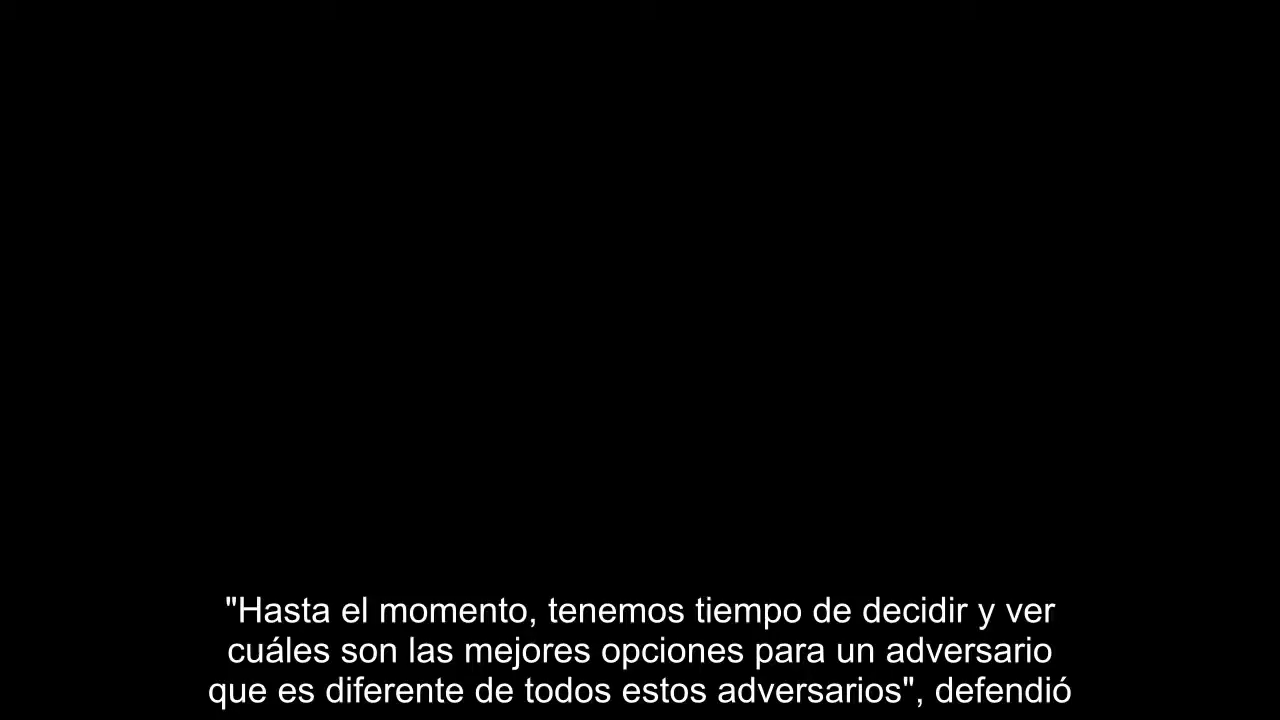 "Hasta el momento, tenemos tiempo de decidir y ver
cuáles son las mejores opciones para un adversario
que es diferente de todos estos adversarios", defendió